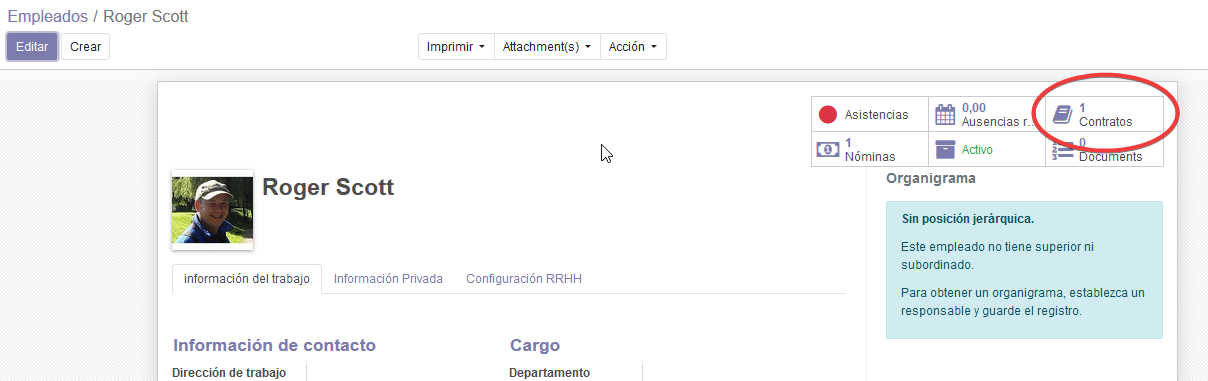 Empleados / Roger Scott
Editar
Crear
Imprimir
Attachment(s)
Acción
Asistencias
0,00
Ausencias r...
1
Contratos
1
Nóminas
Activo
0
Documents
Roger Scott
Organigrama
Sin posición jerárquica.
Este empleado no tiene superior ni
subordinado.
Para obtener un organigrama, establezca un
responsable y guarde el registro.
información del trabajo
Información Privada
Configuración RRHH
Información de contacto
Cargo
Dirección de trabajo
Departamento